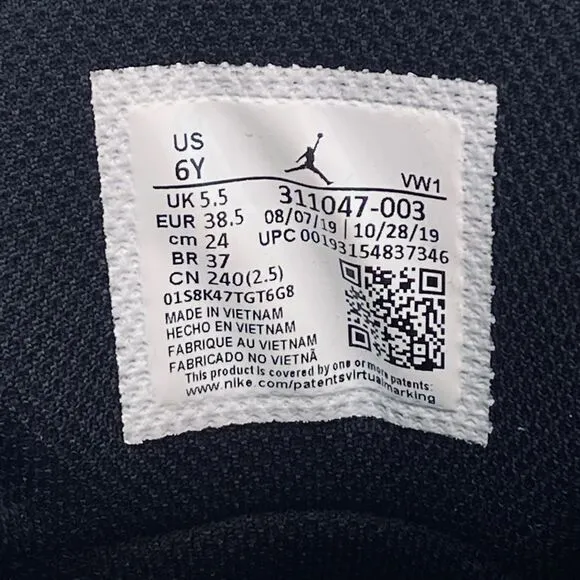 US
6Y
VW1
UK 5.5
311047-003
EUR 38.5
08/07/19 | 10/28/19
cm 24
UPC 00193154837346
BR 37
CN 240(2.5)
01S8K47TGT6G8
MADE IN VIETNAM
HECHO EN VIETNAM
FABRIQUE AU VIETNAM
FABRICADO NO VIETNÃ
This product is covered by one or more patents:
www.nike.com/patentsvirtualmarking